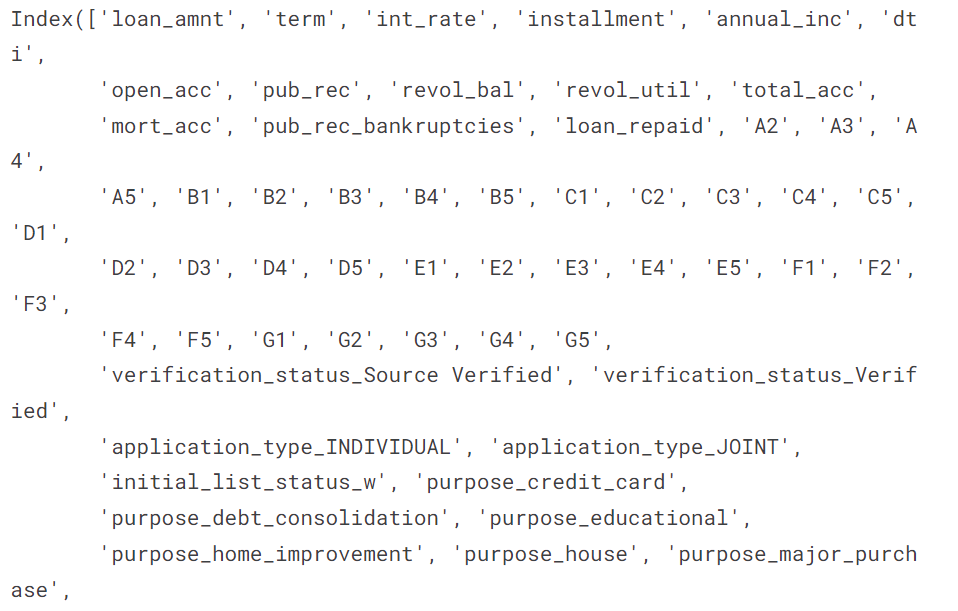 Index(['loan_amnt', 'term', 'int_rate', 'installment', 'annual_inc', 'dt
i',
       'open_acc', 'pub_rec', 'revol_bal', 'revol_util', 'total_acc',
       'mort_acc', 'pub_rec_bankruptcies', 'loan_repaid', 'A2', 'A3', 'A
4',
       'A5', 'B1', 'B2', 'B3', 'B4', 'B5', 'C1', 'C2', 'C3', 'C4', 'C5',
'D1',
       'D2', 'D3', 'D4', 'D5', 'E1', 'E2', 'E3', 'E4', 'E5', 'F1', 'F2',
'F3',
       'F4', 'F5', 'G1', 'G2', 'G3', 'G4', 'G5',
       'verification_status_Source Verified', 'verification_status_Verif
ied',
       'application_type_INDIVIDUAL', 'application_type_JOINT',
       'initial_list_status_w', 'purpose_credit_card',
       'purpose_debt_consolidation', 'purpose_educational',
       'purpose_home_improvement', 'purpose_house', 'purpose_major_purch
ase',